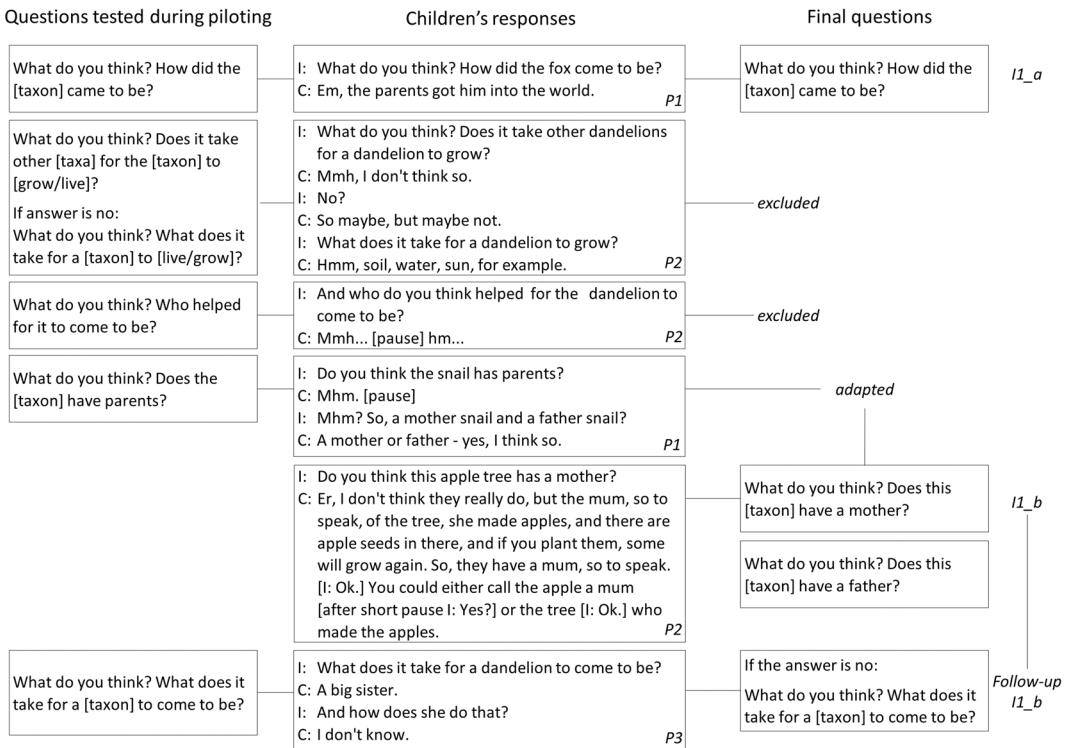 Questions tested during piloting
Children's responses
Final questions
What do you think? How did the
[taxon] came to be?
I: What do you think? How did the fox come to be?
C: Em, the parents got him into the world.
P1
What do you think? How did the
[taxon] came to be?
I1_a
What do you think? Does it take
other [taxa] for the [taxon] to
[grow/live]?
If answer is no:
What do you think? What does it
take for a [taxon] to [live/grow]?
I: What do you think? Does it take other dandelions
for a dandelion to grow?
C: Mmh, I don't think so.
I: No?
C: So maybe, but maybe not.
I: What does it take for a dandelion to grow?
C: Hmm, soil, water, sun, for example.
P2
excluded
What do you think? Who helped
for it to come to be?
I: And who do you think helped for the dandelion to
come to be?
C: Mmh... [pause] hm...
P2
excluded
What do you think? Does the
[taxon] have parents?
I: Do you think the snail has parents?
C: Mhm. [pause]
I: Mhm? So, a mother snail and a father snail?
C: A mother or father - yes, I think so.
P1
adapted
I: Do you think this apple tree has a mother?
C: Er, I don't think they really do, but the mum, so to
speak, of the tree, she made apples, and there are
apple seeds in there, and if you plant them, some
will grow again. So, they have a mum, so to speak.
[I: Ok.] You could either call the apple a mum
[after short pause I: Yes?] or the tree [I: Ok.] who
made the apples.
P2
What do you think? Does this
[taxon] have a mother?
I1_b
What do you think? Does this
[taxon] have a father?
What do you think? What does it
take for a [taxon] to come to be?
I: What does it take for a dandelion to come to be?
C: A big sister.
I: And how does she do that?
C: I don't know.
P3
If the answer is no:
What do you think? What does it
take for a [taxon] to come to be?
Follow-up
I1_b